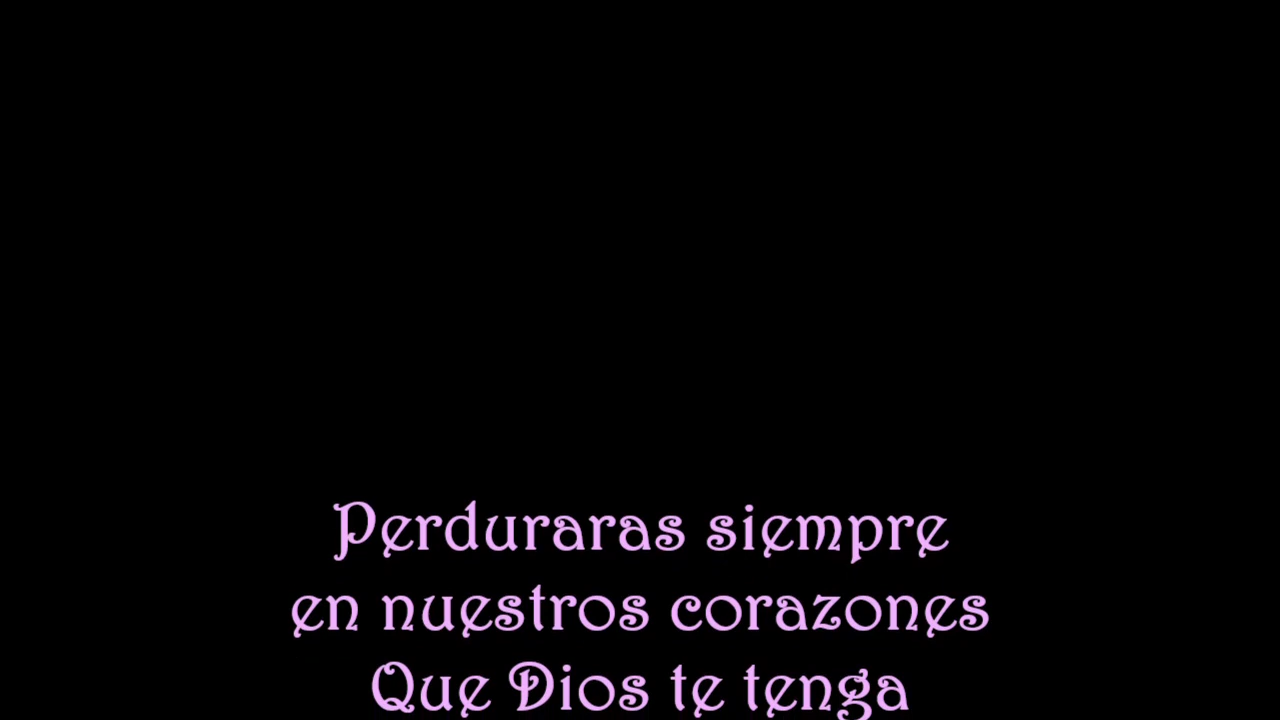 Perduraras siempre
en nuestros corazones
Que Dios te tenga